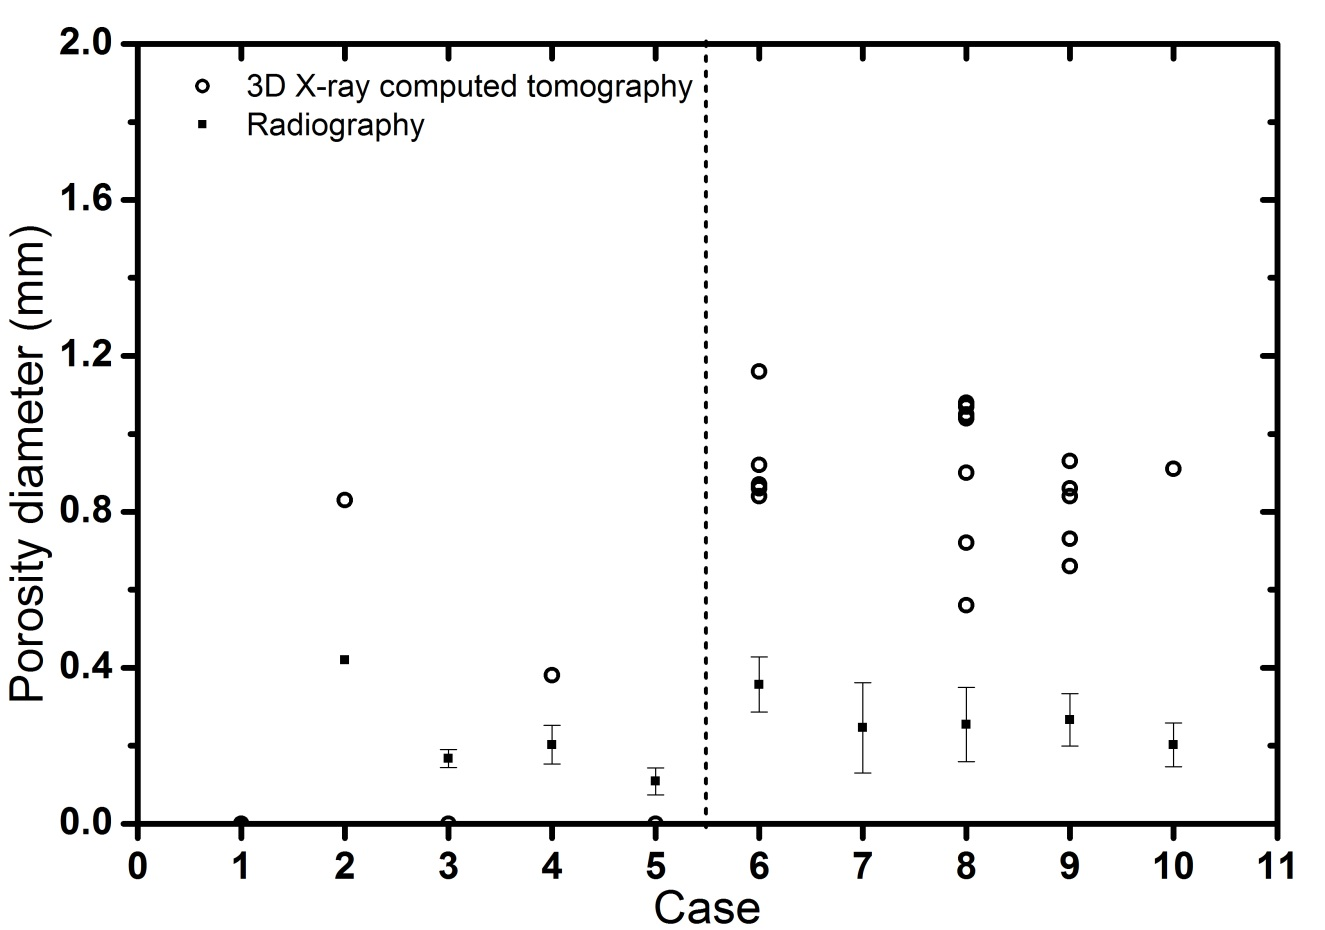 2.0
3D X-ray computed tomography
Radiography
1.6
1.2
0.8
0.4
0.0
Porosity diameter (mm)
0 1 2 3 4 5 6 7 8 9 10 11
Case